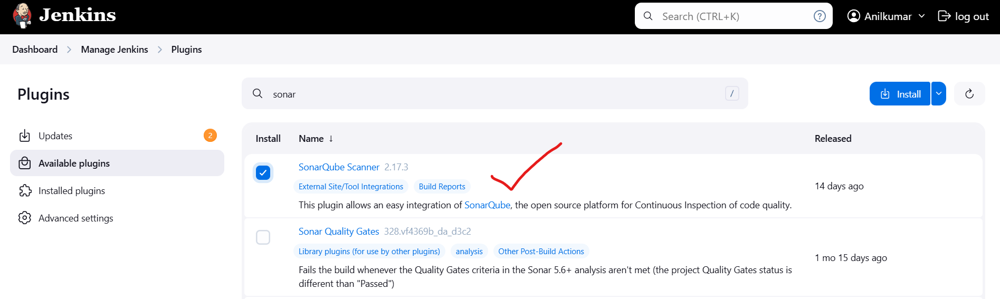 Jenkins
Search (CTRL+K)
?
Anilkumar
log out
Dashboard > Manage Jenkins > Plugins
Plugins
sonar
/
Install
Updates
2
Available plugins
Installed plugins
Advanced settings
Install Name ↓ Released
SonarQube Scanner 2.17.3
External Site/Tool Integrations Build Reports
This plugin allows an easy integration of SonarQube, the open source platform for Continuous Inspection of code quality.
14 days ago
Sonar Quality Gates 328.vf4369b_da_d3c2
Library plugins (for use by other plugins) analysis Other Post-Build Actions
Fails the build whenever the Quality Gates criteria in the Sonar 5.6+ analysis aren't met (the project Quality Gates status is
different than "Passed")
1 mo 15 days ago